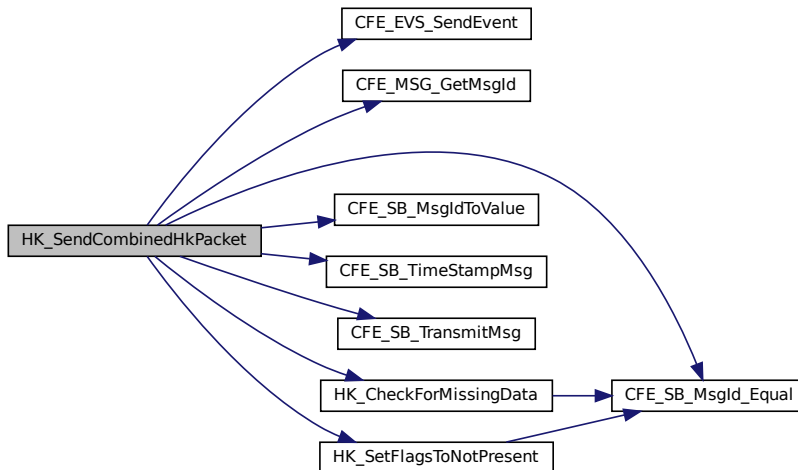 CFE_EVS_SendEvent
CFE_MSG_GetMsgId
CFE_SB_MsgIdToValue
HK_SendCombinedHkPacket
CFE_SB_TimeStampMsg
CFE_SB_TransmitMsg
HK_CheckForMissingData
CFE_SB_MsgId_Equal
HK_SetFlagsToNotPresent